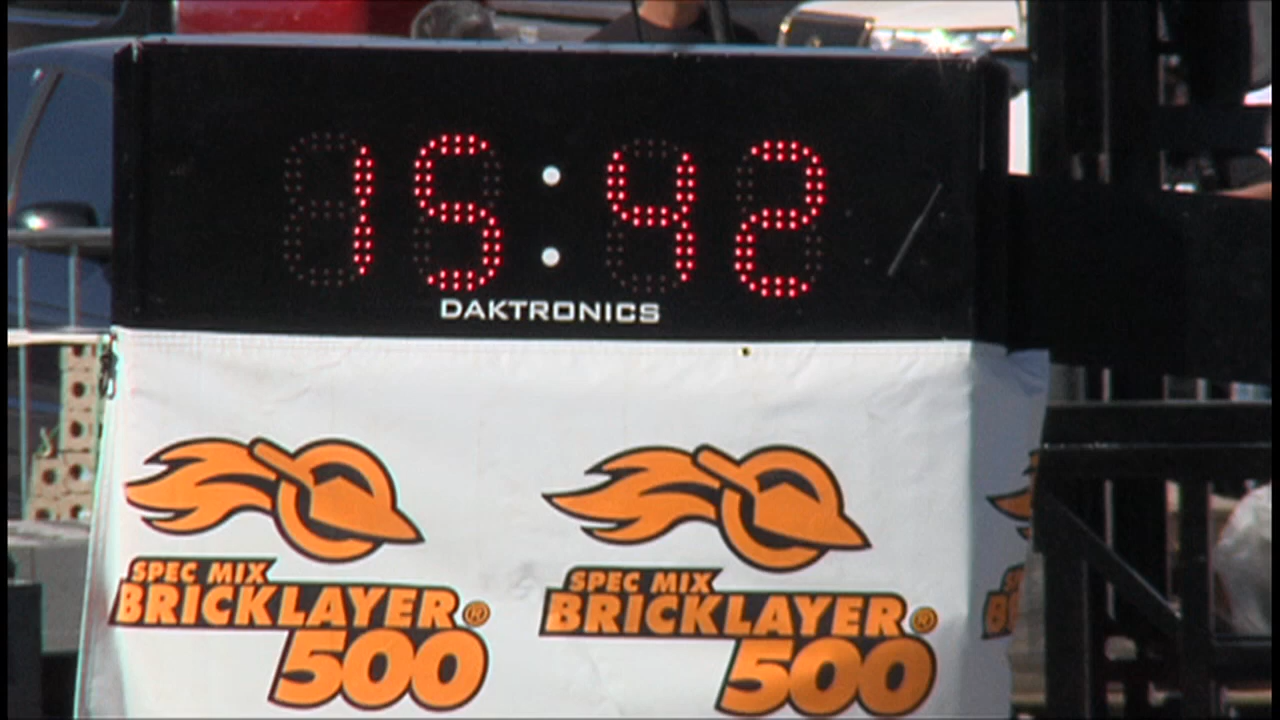 15:42
DAKTRONICS
SPEC MIX
BRICKLAYER®
500
SPEC MIX
BRICKLAYER®
500